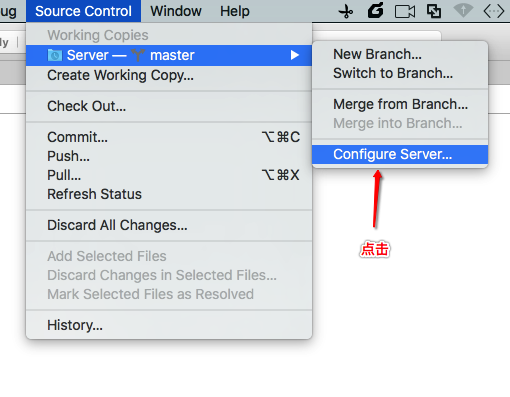 ug Source Control Window Help
ly
Working Copies
Server — master
Create Working Copy...
Check Out...
Commit... ⌥⌘C
Push...
Pull... ⌥⌘X
Refresh Status
Discard All Changes...
Add Selected Files
Discard Changes in Selected Files...
Mark Selected Files as Resolved
History...
New Branch...
Switch to Branch...
Merge from Branch...
Merge into Branch...
Configure Server...
点击